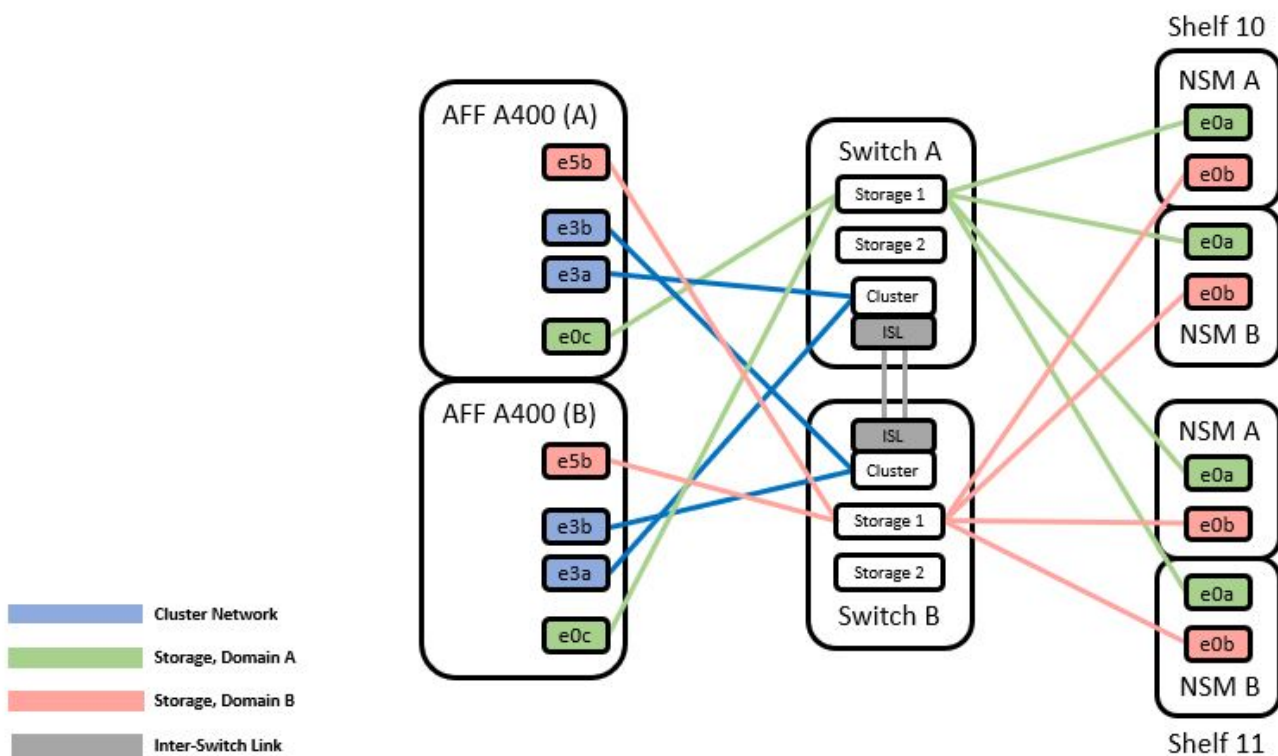 AFF A400 (A)
e5b
e3b
e3a
e0c
AFF A400 (B)
e5b
e3b
e3a
e0c
Switch A
Storage 1
Storage 2
Cluster
ISL
ISL
Cluster
Storage 1
Storage 2
Switch B
Shelf 10
NSM A
e0a
e0b
e0a
e0b
NSM B
NSM A
e0a
e0b
e0a
e0b
NSM B
Shelf 11
Cluster Network
Storage, Domain A
Storage, Domain B
Inter-Switch Link